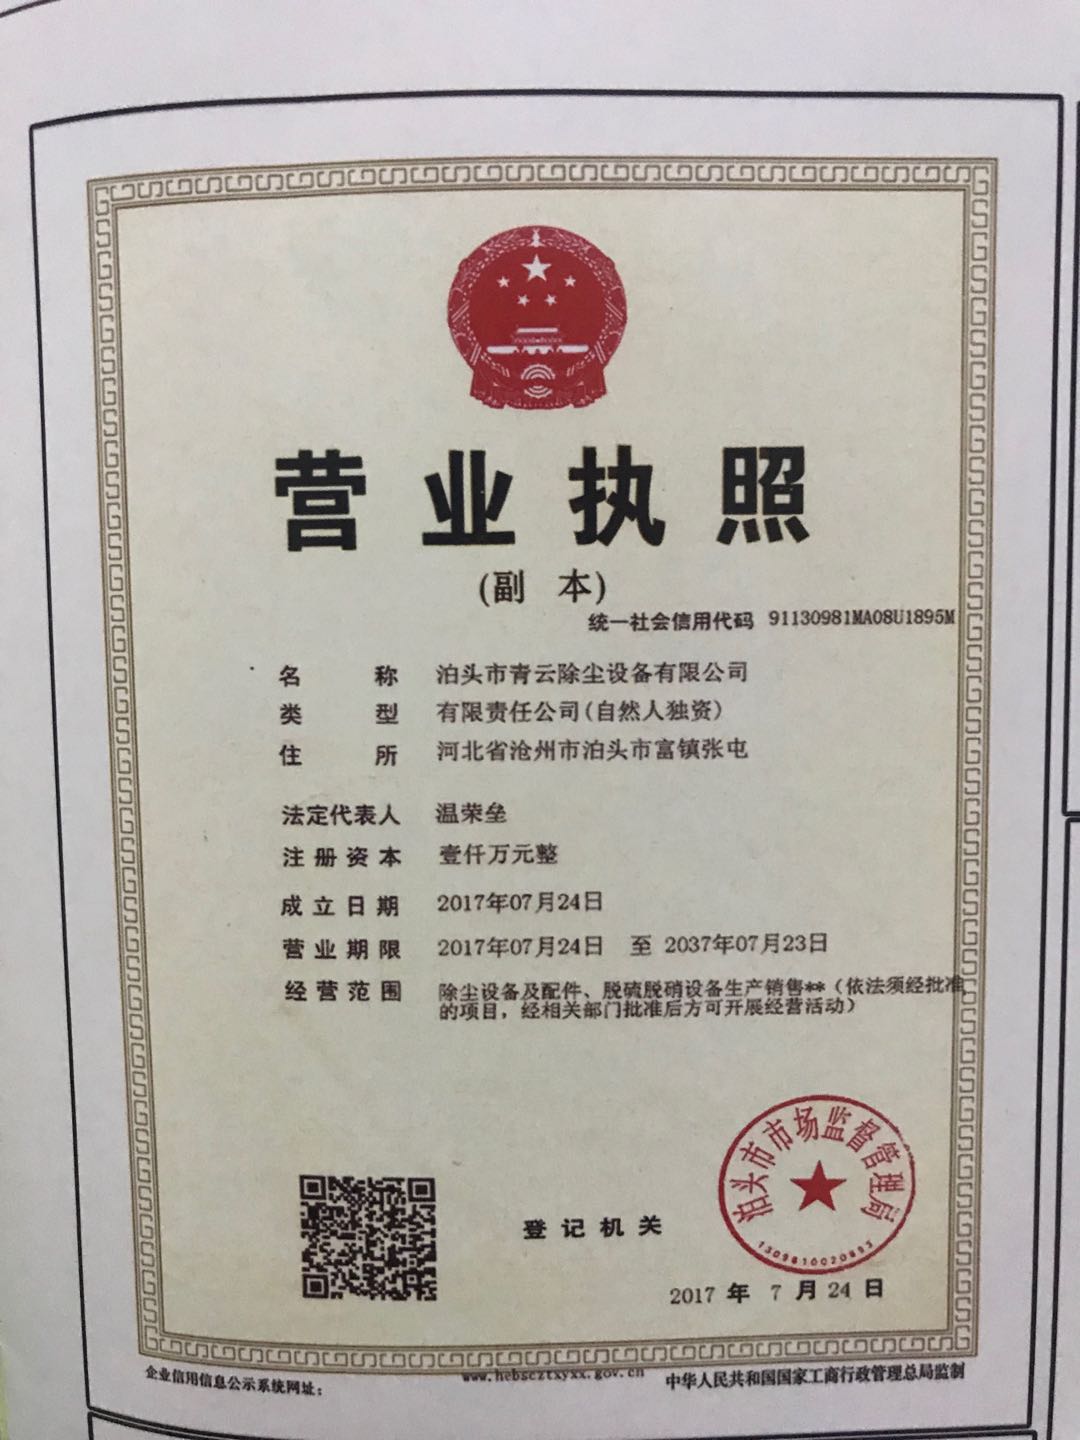 营业执照
(副 本)
统一社会信用代码 91130981MA08U1895M
名 称 泊头市青云除尘设备有限公司
类 型 有限责任公司(自然人独资)
住 所 河北省沧州市泊头市富镇张屯
法定代表人 温荣垒
注册资本 壹仟万元整
成立日期 2017年07月24日
营业期限 2017年07月24日 至 2037年07月23日
经营范围 除尘设备及配件、脱硫脱硝设备生产销售**(依法须经批准
的项目,经相关部门批准后方可开展经营活动)
泊头市市场监督管理局
1309810020893
登记机关
2017 年 7 月 24 日
企业信用信息公示系统网址: www.hebscztxyxx.gov.cn 中华人民共和国国家工商行政管理总局监制